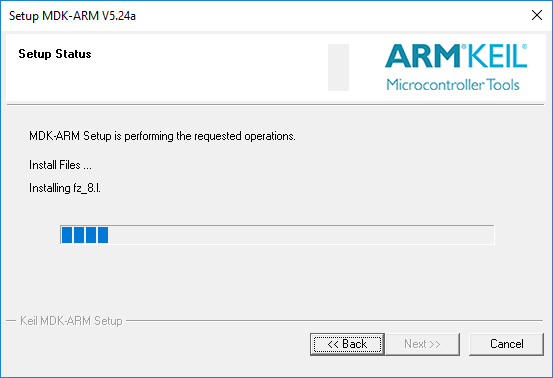 Setup MDK-ARM V5.24a
Setup Status
ARM®KEIL®
Microcontroller Tools
MDK-ARM Setup is performing the requested operations.
Install Files ...
Installing fz_8.l.
Keil MDK-ARM Setup
<< Back
Next >>
Cancel